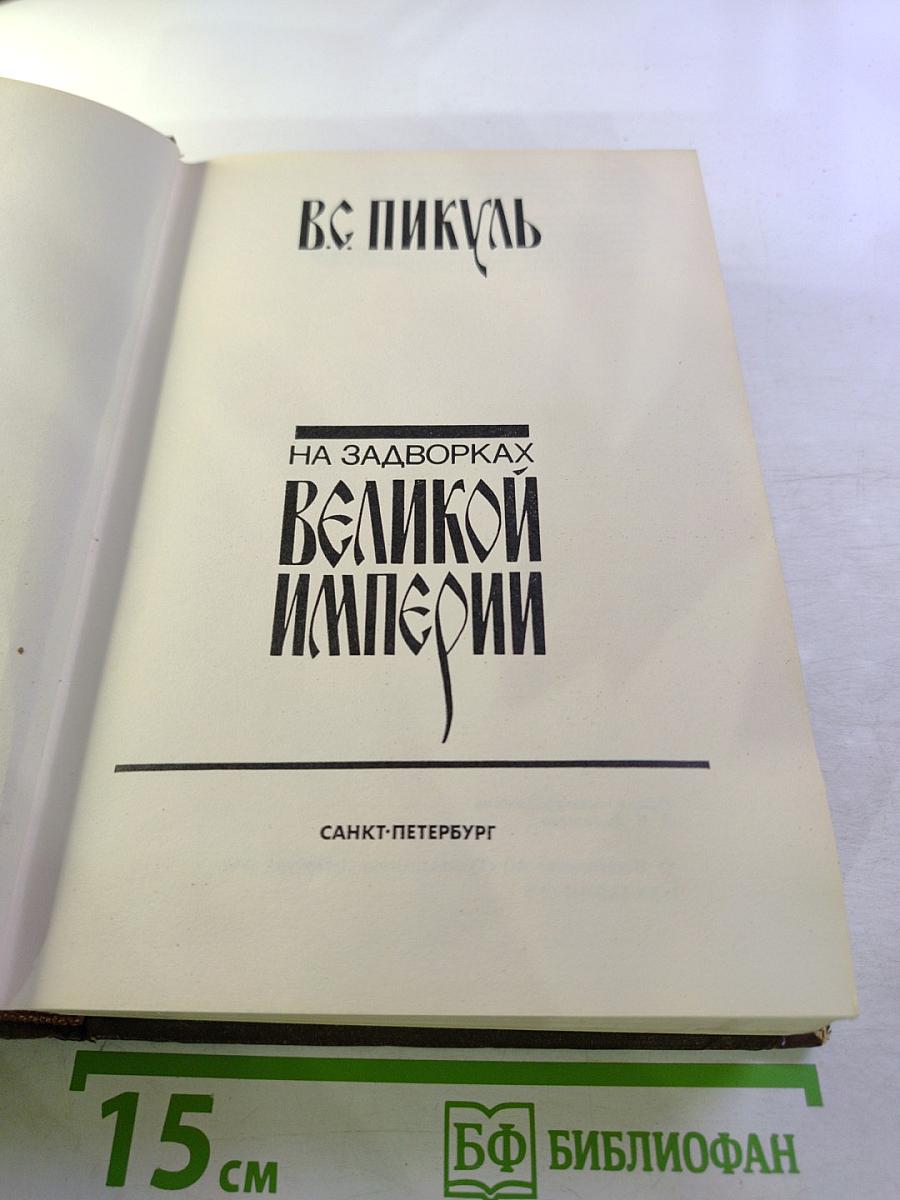 В.С. ПИКУЛЬ
НА ЗАДВОРКАХ
ВЕЛИКОЙ
ИМПЕРИИ
САНКТ·ПЕТЕРБУРГ
15 СМ
БФ БИБЛИОФАН